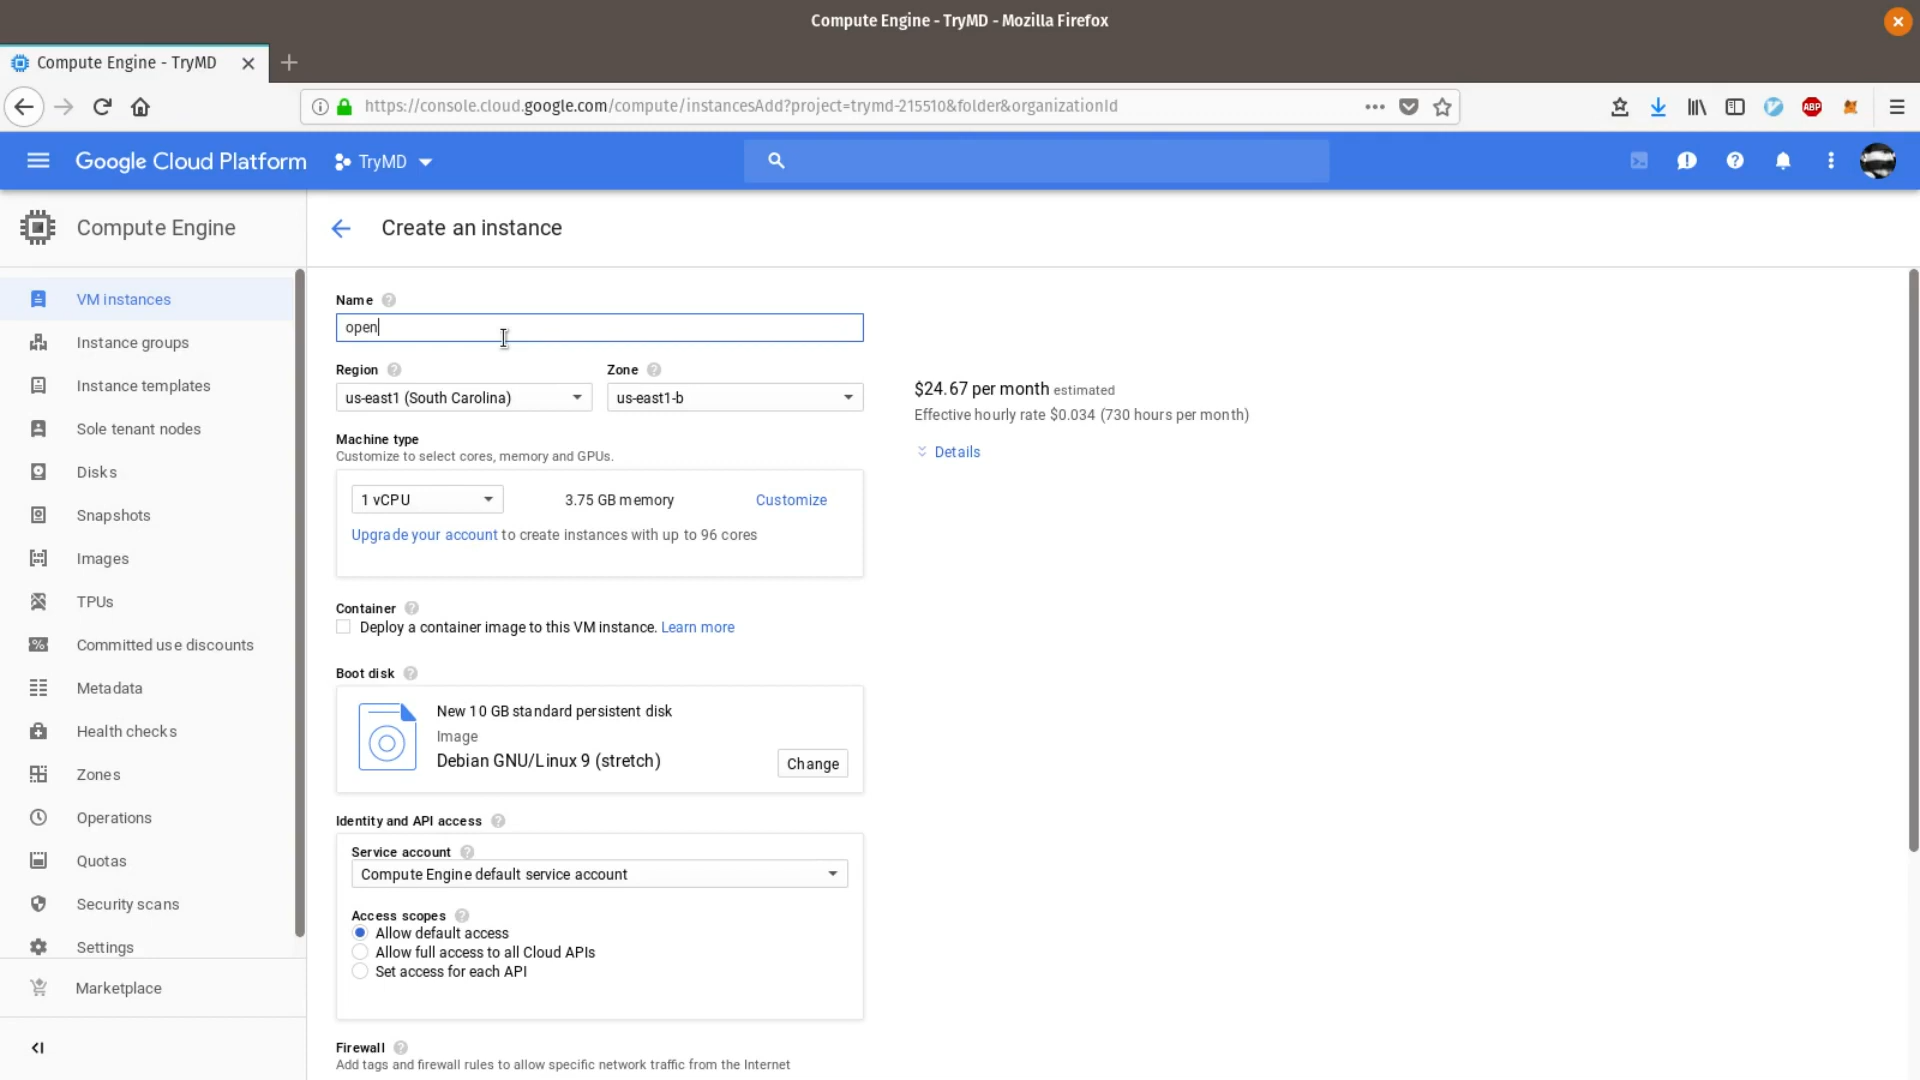 Compute Engine - TryMD - Mozilla Firefox
Compute Engine - TryMD
https://console.cloud.google.com/compute/instancesAdd?project=trymd-215510&folder&organizationId
ABP
Google Cloud Platform
TryMD
Compute Engine
Create an instance
VM instances
Instance groups
Instance templates
Sole tenant nodes
Disks
Snapshots
Images
TPUs
Committed use discounts
Metadata
Health checks
Zones
Operations
Quotas
Security scans
Settings
Marketplace
Name
open
Region
Zone
us-east1 (South Carolina)
us-east1-b
$24.67 per month estimated
Effective hourly rate $0.034 (730 hours per month)
Details
Machine type
Customize to select cores, memory and GPUs.
1 vCPU
3.75 GB memory
Customize
Upgrade your account to create instances with up to 96 cores
Container
Deploy a container image to this VM instance. Learn more
Boot disk
New 10 GB standard persistent disk
Image
Debian GNU/Linux 9 (stretch)
Change
Identity and API access
Service account
Compute Engine default service account
Access scopes
Allow default access
Allow full access to all Cloud APIs
Set access for each API
Firewall
Add tags and firewall rules to allow specific network traffic from the Internet